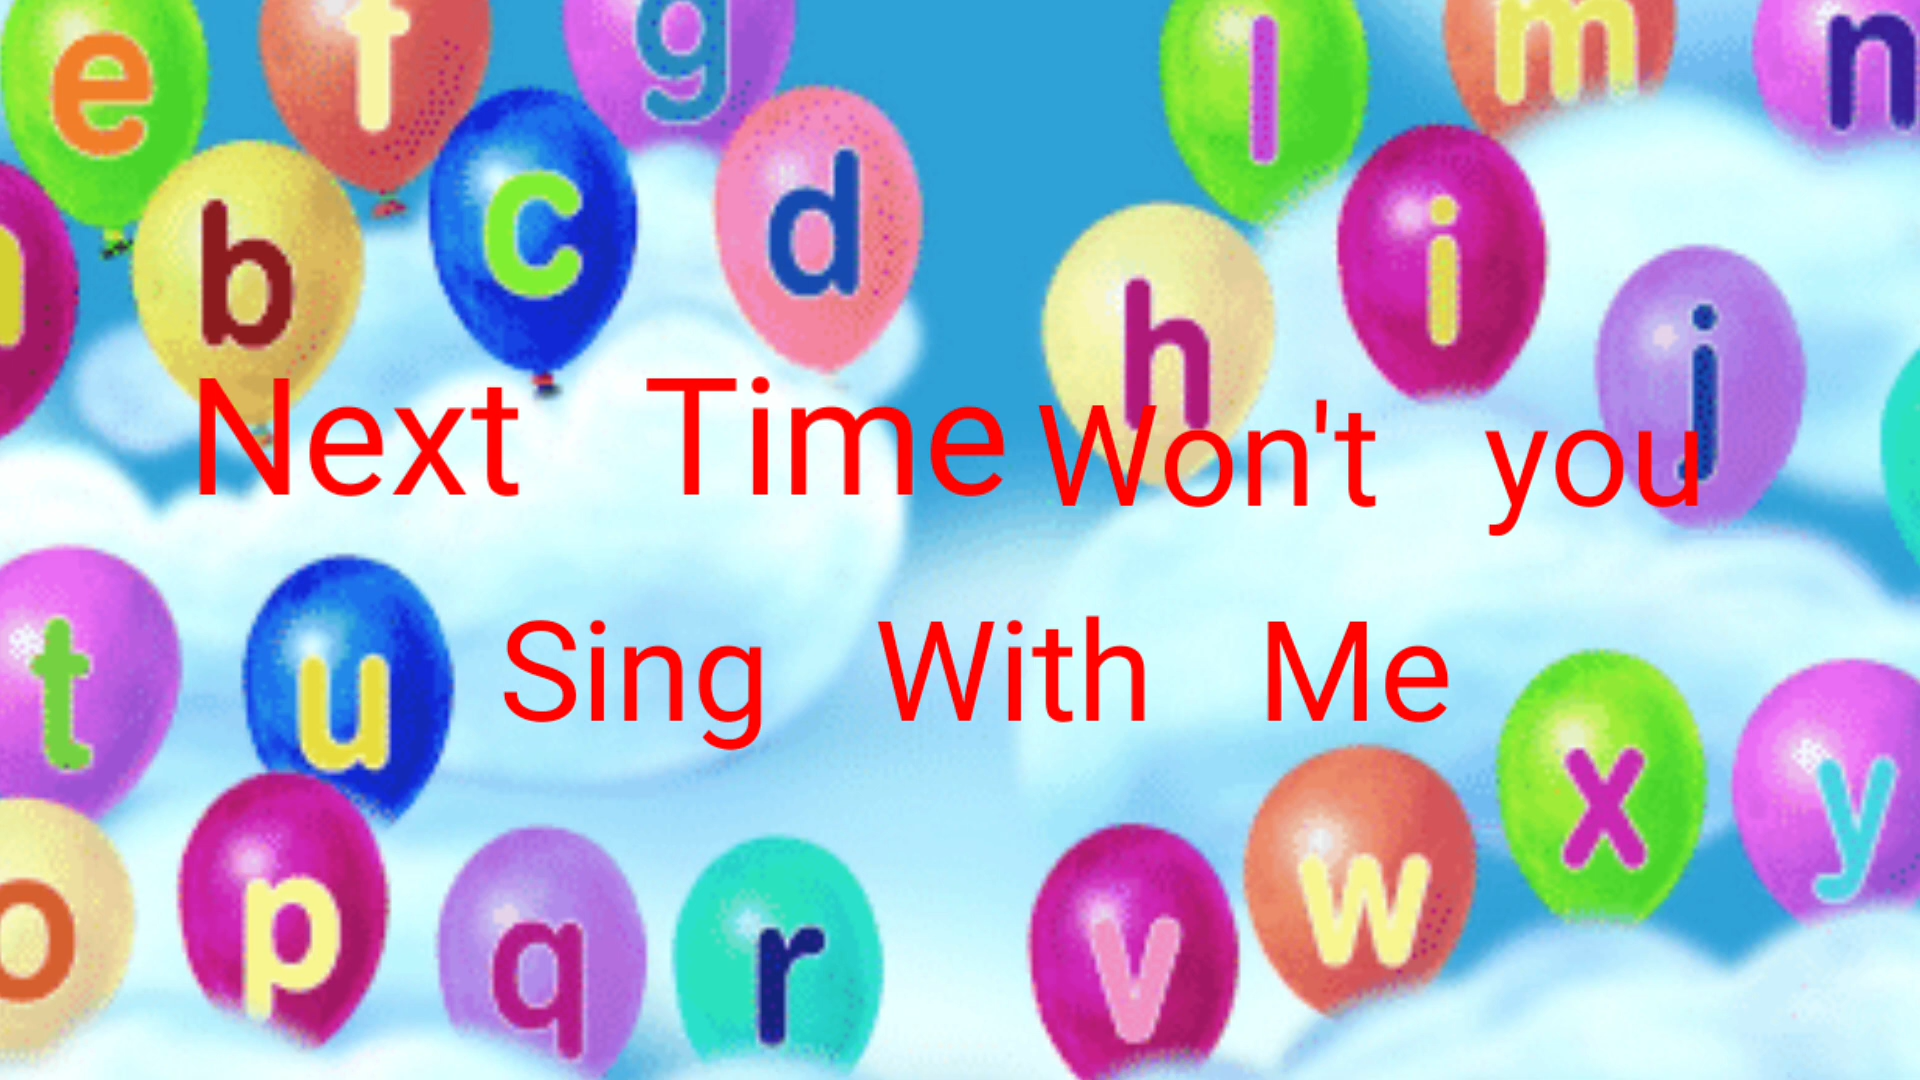 e f g l m n
b c d h i j
Next Time Won't you
Sing With Me
t u x y
o p q r v w